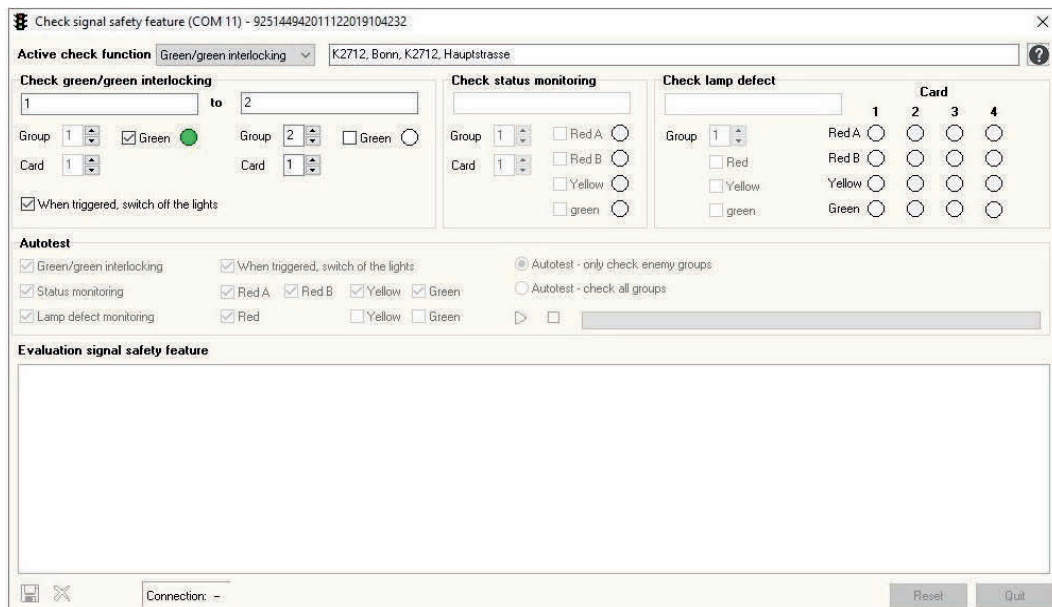 Check signal safety feature (COM 11) - 925144942011122019104232
Active check function Green/green interlocking K2712, Bonn, K2712, Hauptstrasse ?
Check green/green interlocking
1 to 2
Group 1 Green Group 2 Green
Card 1 Card 1
When triggered, switch off the lights
Check status monitoring
Group 1 Red A
Card 1 Red B
Yellow
green
Check lamp defect
Card
1 2 3 4
Group 1 Red A
Red Red B
Yellow Yellow
green Green
Autotest
Green/green interlocking When triggered, switch of the lights Autotest - only check enemy groups
Status monitoring Red A Red B Yellow Green Autotest - check all groups
Lamp defect monitoring Red Yellow Green
Evaluation signal safety feature
Connection: - Reset Quit